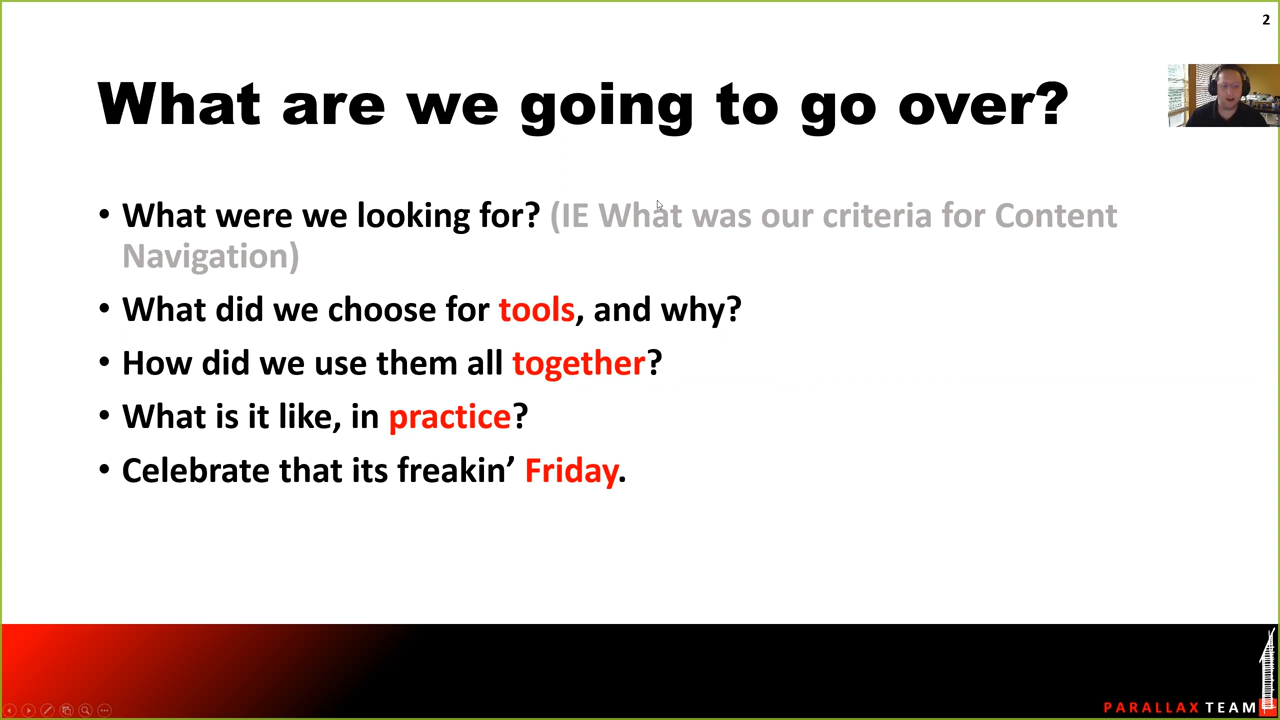 2
What are we going to go over?
• What were we looking for? (IE What was our criteria for Content
Navigation)
• What did we choose for tools, and why?
• How did we use them all together?
• What is it like, in practice?
• Celebrate that its freakin’ Friday.
PARALLAX TEAM